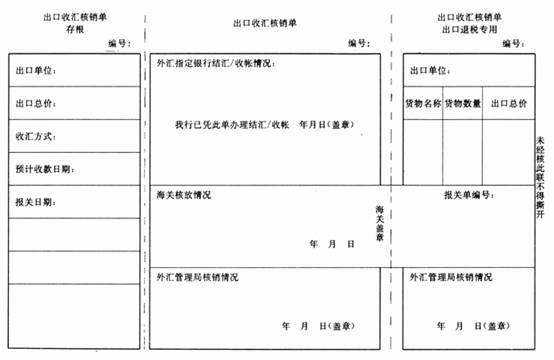 出口收汇核销单
存根
编号:
出口单位:
出口总价:
收汇方式:
预计收款日期:
报关日期:
出口收汇核销单
编号:
外汇指定银行结汇/收帐情况:
我行已凭此单办理结汇/收帐 年月日(盖章)
海关核放情况
年 月 日
海关盖章
外汇管理局核销情况
年 月 日(盖章)
出口收汇核销单
出口退税专用
编号:
出口单位:
货物名称 货物数量 出口总价
报关单编号:
外汇管理局核销情况
年 月 日(盖章)
未经核此联不得撕开